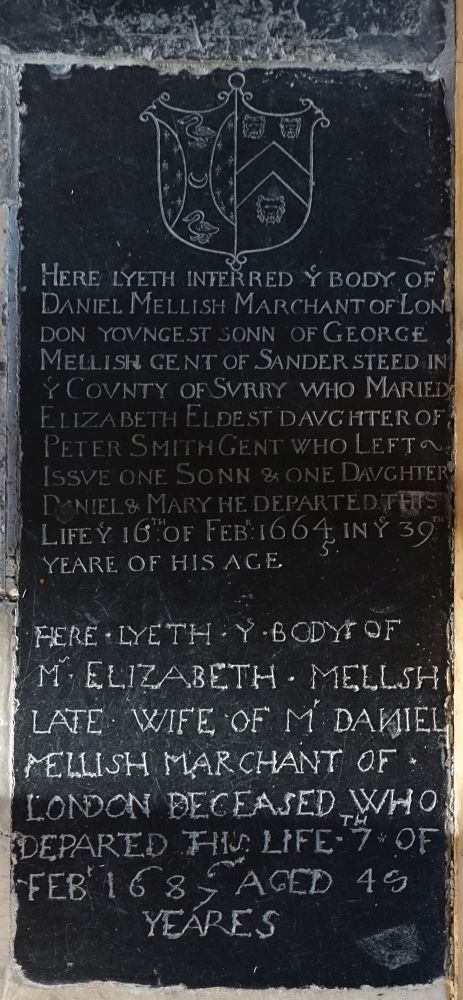 HERE LYETH INTERRED Yᵉ BODY OF
DANIEL MELLISH MARCHANT OF LON
DON YOVNGEST SONN OF GEORGE
MELLISH GENT OF SANDERSTEED IN
Yᵉ COVNTY OF SVRRY WHO MARIED
ELIZABETH ELDEST DAVGHTER OF
PETER SMITH GENT WHO LEFT ~
ISSVE ONE SONN & ONE DAVGHTER
DANIEL & MARY HE DEPARTED THIS
LIFE Yᵉ 16TH OF FEBR: 1664/5 IN Yᵉ 39TH
YEARE OF HIS AGE
HERE · LYETH · Yᵉ · BODY OF
Mʳˢ · ELIZABETH · MELLSH
LATE · WIFE · OF Mʳ DANIEL
MELLISH MARCHANT OF ·
LONDON DECEASED WHO
DEPARTED THIS LIFE · 7TH OF
FEBʳ 168
AGED
YEARES